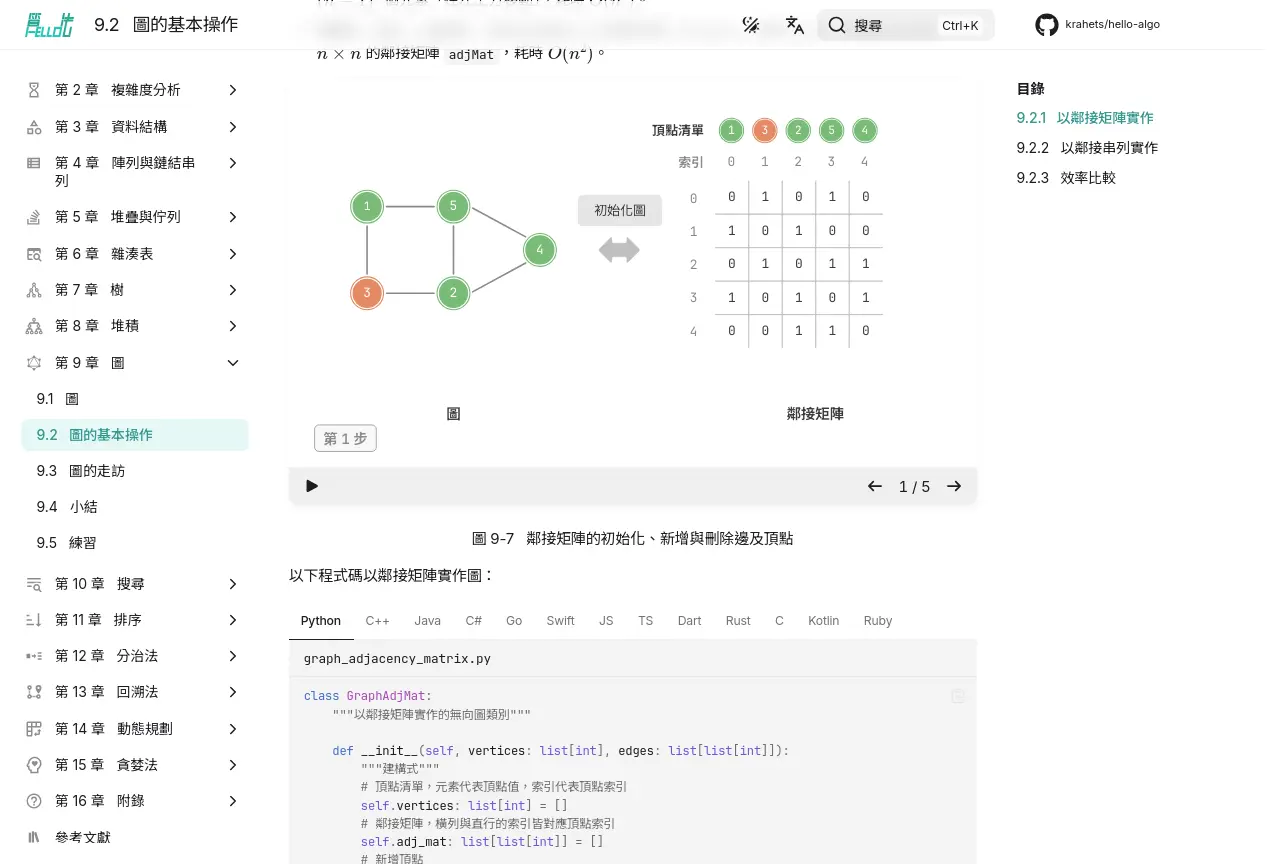 HELLO算法
9.2 圖的基本操作
搜尋
Ctrl+K
krahets/hello-algo
n × n 的鄰接矩陣 adjMat ，耗時 O(n²) 。
第 2 章 複雜度分析
第 3 章 資料結構
第 4 章 陣列與鏈結串
列
第 5 章 堆疊與佇列
第 6 章 雜湊表
第 7 章 樹
第 8 章 堆積
第 9 章 圖
9.1 圖
9.2 圖的基本操作
9.3 圖的走訪
9.4 小結
9.5 練習
第 10 章 搜尋
第 11 章 排序
第 12 章 分治法
第 13 章 回溯法
第 14 章 動態規劃
第 15 章 貪婪法
第 16 章 附錄
參考文獻
頂點清單 1 3 2 5 4
索引 0 1 2 3 4
0 0 1 0 1 0
1 1 0 1 0 0
2 0 1 0 1 1
3 1 0 1 0 1
4 0 0 1 1 0
1 5
4
3 2
初始化圖
圖
鄰接矩陣
第 1 步
1 / 5
圖 9-7 鄰接矩陣的初始化、新增與刪除邊及頂點
以下程式碼以鄰接矩陣實作圖：
Python C++ Java C# Go Swift JS TS Dart Rust C Kotlin Ruby
graph_adjacency_matrix.py
class GraphAdjMat:
"""以鄰接矩陣實作的無向圖類別"""
def __init__(self, vertices: list[int], edges: list[list[int]]):
"""建構式"""
# 頂點清單，元素代表頂點值，索引代表頂點索引
self.vertices: list[int] = []
# 鄰接矩陣，橫列與直行的索引皆對應頂點索引
self.adj_mat: list[list[int]] = []
# 新增頂點
目錄
9.2.1 以鄰接矩陣實作
9.2.2 以鄰接串列實作
9.2.3 效率比較